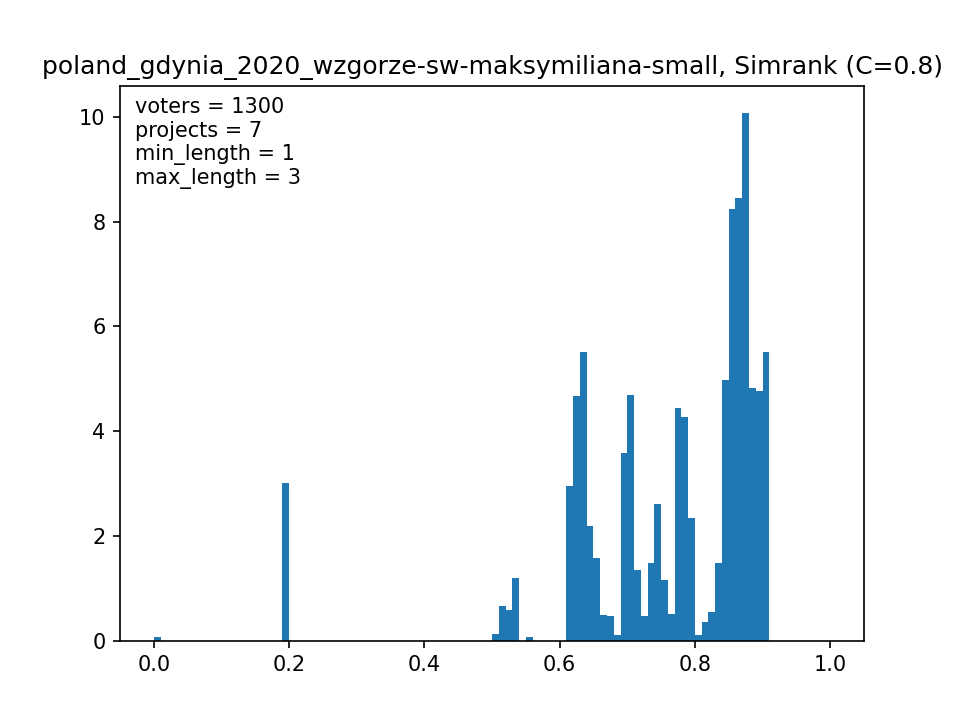 poland_gdynia_2020_wzgorze-sw-maksymiliana-small, Simrank (C=0.8)
voters = 1300
projects = 7
min_length = 1
max_length = 3
10
8
6
4
2
0
0.0 0.2 0.4 0.6 0.8 1.0